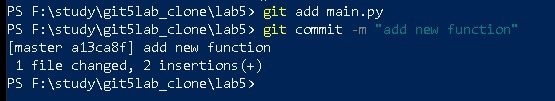 PS F:\study\git5lab_clone\lab5> git add main.py
PS F:\study\git5lab_clone\lab5> git commit -m "add new function"
[master a13ca8f] add new function
 1 file changed, 2 insertions(+)
PS F:\study\git5lab_clone\lab5>